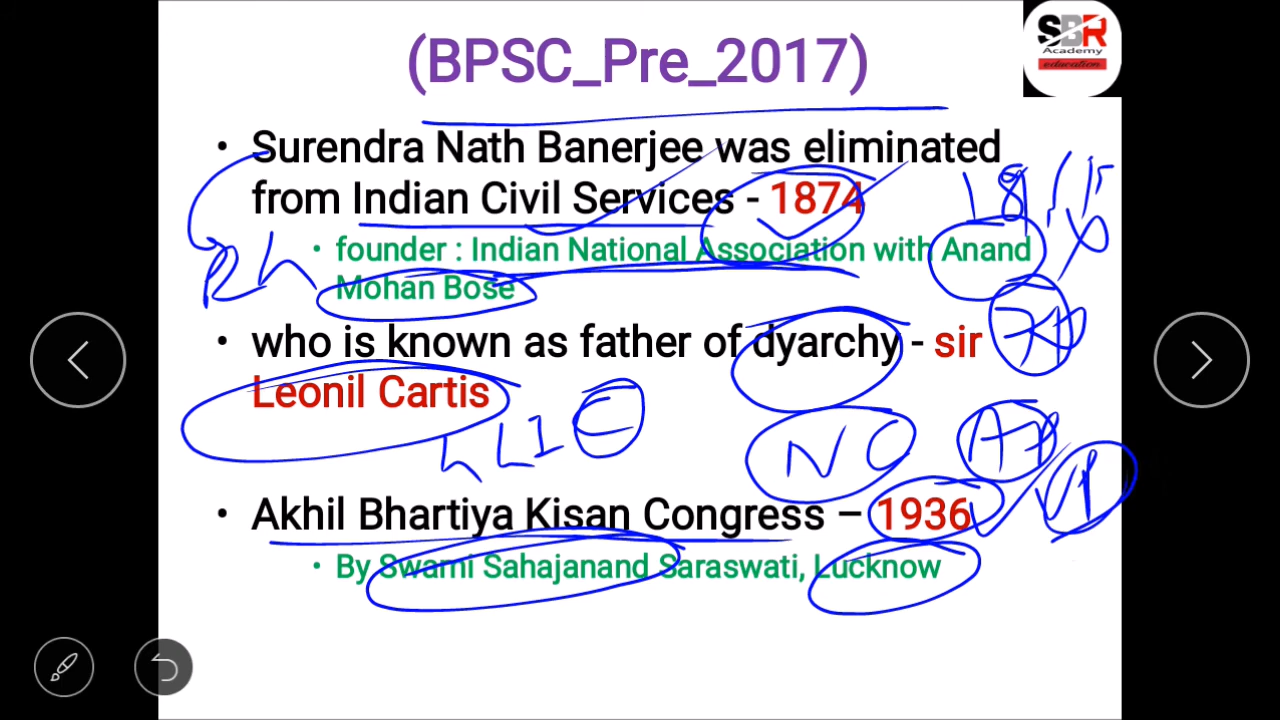 (BPSC_Pre_2017)
SBR
Academy
education
• Surendra Nath Banerjee was eliminated
from Indian Civil Services - 1874
• founder : Indian National Association with Anand
Mohan Bose
• who is known as father of dyarchy - sir
Leonil Cartis
NC
• Akhil Bhartiya Kisan Congress – 1936
• By Swami Sahajanand Saraswati, Lucknow